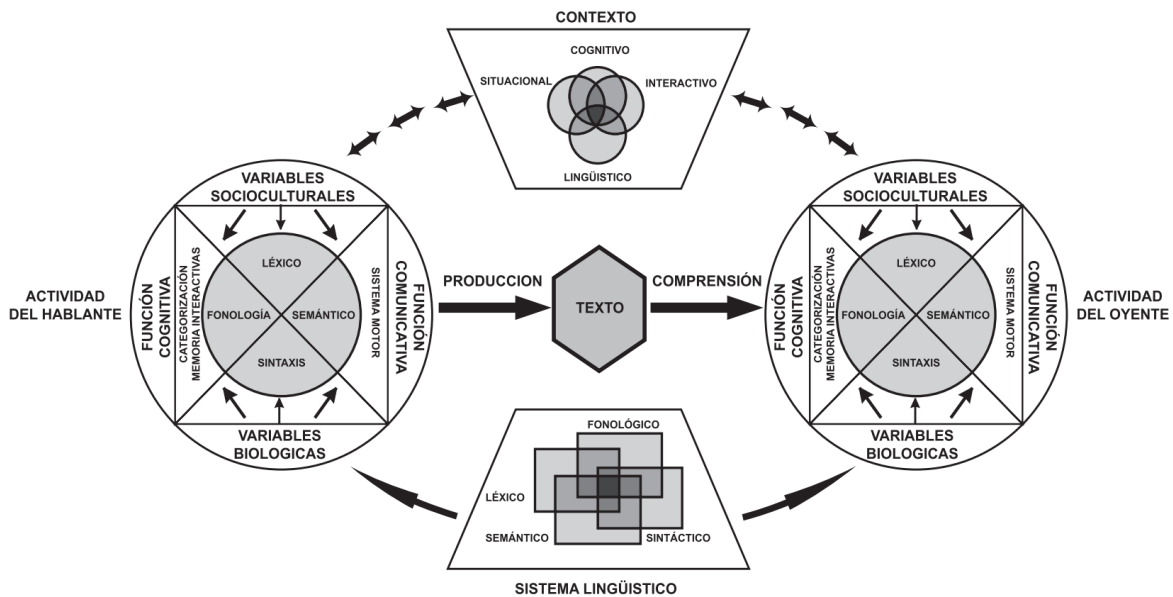 CONTEXTO
COGNITIVO
SITUACIONAL
INTERACTIVO
LINGÜISTICO
ACTIVIDAD
DEL HABLANTE
VARIABLES
SOCIOCULTURALES
FUNCIÓN
COGNITIVA
CATEGORIZACIÓN
MEMORIA INTERACTIVAS
LÉXICO
FONOLOGÍA
SEMÁNTICO
SINTAXIS
SISTEMA MOTOR
FUNCIÓN
COMUNICATIVA
VARIABLES
BIOLOGICAS
PRODUCCION
TEXTO
COMPRENSIÓN
VARIABLES
SOCIOCULTURALES
FUNCIÓN
COGNITIVA
CATEGORIZACIÓN
MEMORIA INTERACTIVAS
LÉXICO
FONOLOGÍA
SEMÁNTICO
SINTAXIS
SISTEMA MOTOR
FUNCIÓN
COMUNICATIVA
VARIABLES
BIOLOGICAS
ACTIVIDAD
DEL OYENTE
FONOLÓGICO
LÉXICO
SEMÁNTICO
SINTÁCTICO
SISTEMA LINGÜISTICO